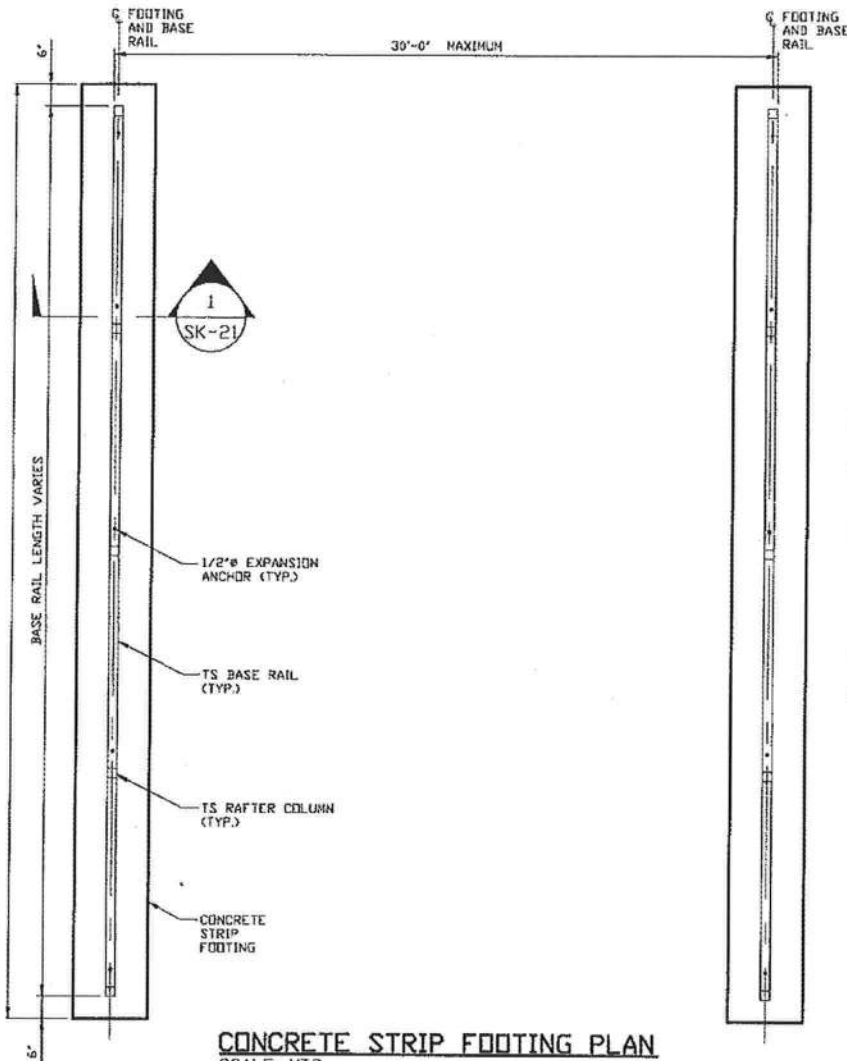 ℄ FOOTING
AND BASE
RAIL
30'-0" MAXIMUM
℄ FOOTING
AND BASE
RAIL
6"
1
SK-21
BASE RAIL LENGTH VARIES
1/2"ø EXPANSION
ANCHOR (TYP.)
TS BASE RAIL
(TYP.)
TS RAFTER COLUMN
(TYP.)
CONCRETE
STRIP
FOOTING
6"
CONCRETE STRIP FOOTING PLAN
SCALE: NTS